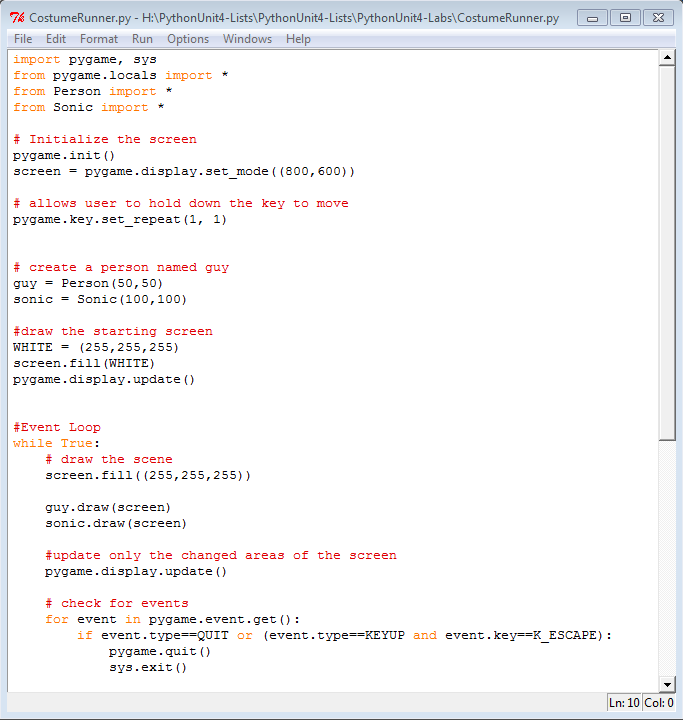 CostumeRunner.py - H:\PythonUnit4-Lists\PythonUnit4-Lists\PythonUnit4-Labs\CostumeRunner.py
File Edit Format Run Options Windows Help
import pygame, sys
from pygame.locals import *
from Person import *
from Sonic import *

# Initialize the screen
pygame.init()
screen = pygame.display.set_mode((800,600))

# allows user to hold down the key to move
pygame.key.set_repeat(1, 1)


# create a person named guy
guy = Person(50,50)
sonic = Sonic(100,100)

#draw the starting screen
WHITE = (255,255,255)
screen.fill(WHITE)
pygame.display.update()


#Event Loop
while True:
    # draw the scene
    screen.fill((255,255,255))

    guy.draw(screen)
    sonic.draw(screen)

    #update only the changed areas of the screen
    pygame.display.update()

    # check for events
    for event in pygame.event.get():
        if event.type==QUIT or (event.type==KEYUP and event.key==K_ESCAPE):
            pygame.quit()
            sys.exit()
Ln: 10 Col: 0